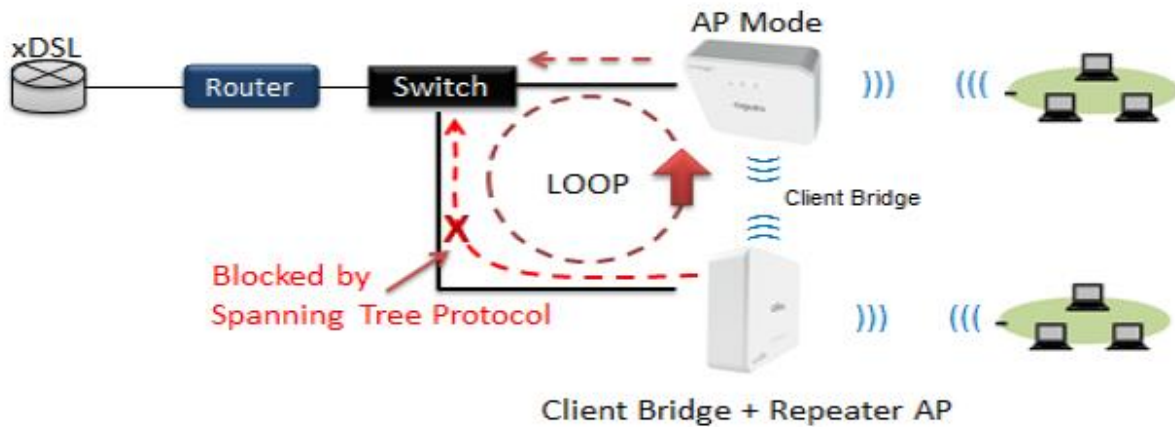 AP Mode
xDSL
Router
Switch
LOOP
Client Bridge
Blocked by
Spanning Tree Protocol
X
Client Bridge + Repeater AP